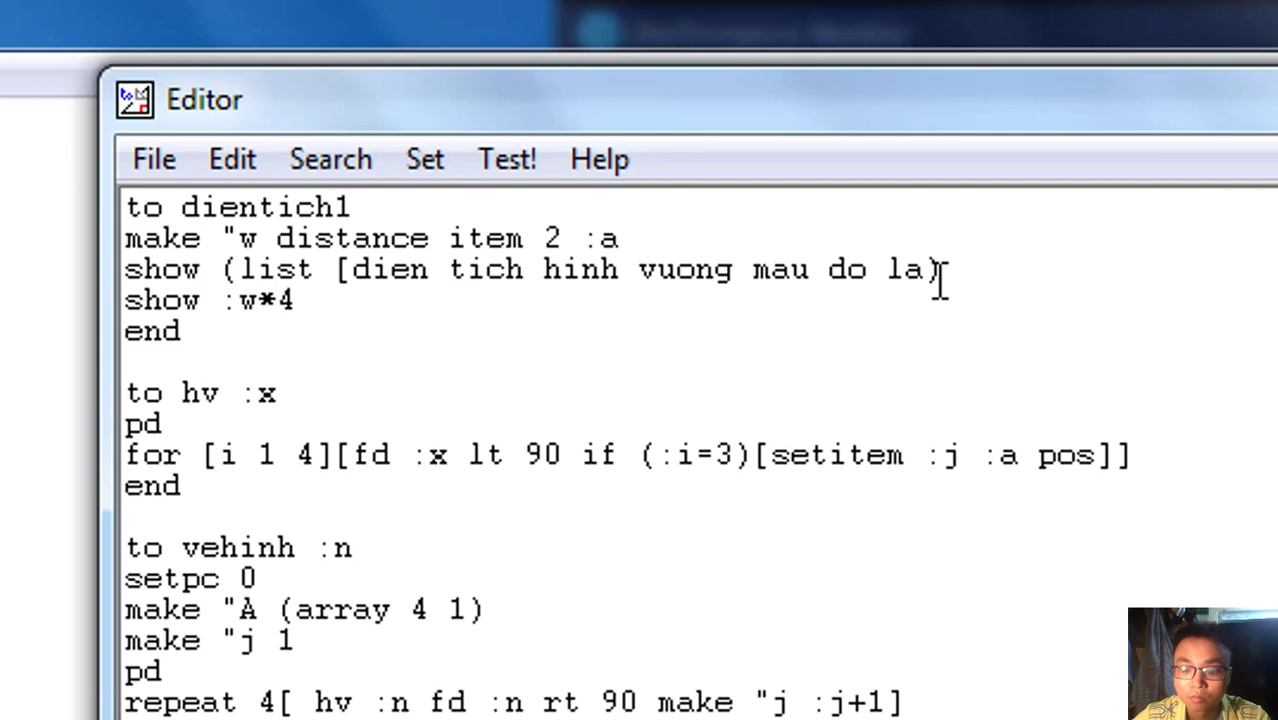 Editor
File Edit Search Set Test! Help
to dientich1
make "w distance item 2 :a
show (list [dien tich hinh vuong mau do la)
show :w*4
end
to hv :x
pd
for [i 1 4][fd :x lt 90 if (:i=3)[setitem :j :a pos]]
end
to vehinh :n
setpc 0
make "A (array 4 1)
make "j 1
pd
repeat 4[ hv :n fd :n rt 90 make "j :j+1]